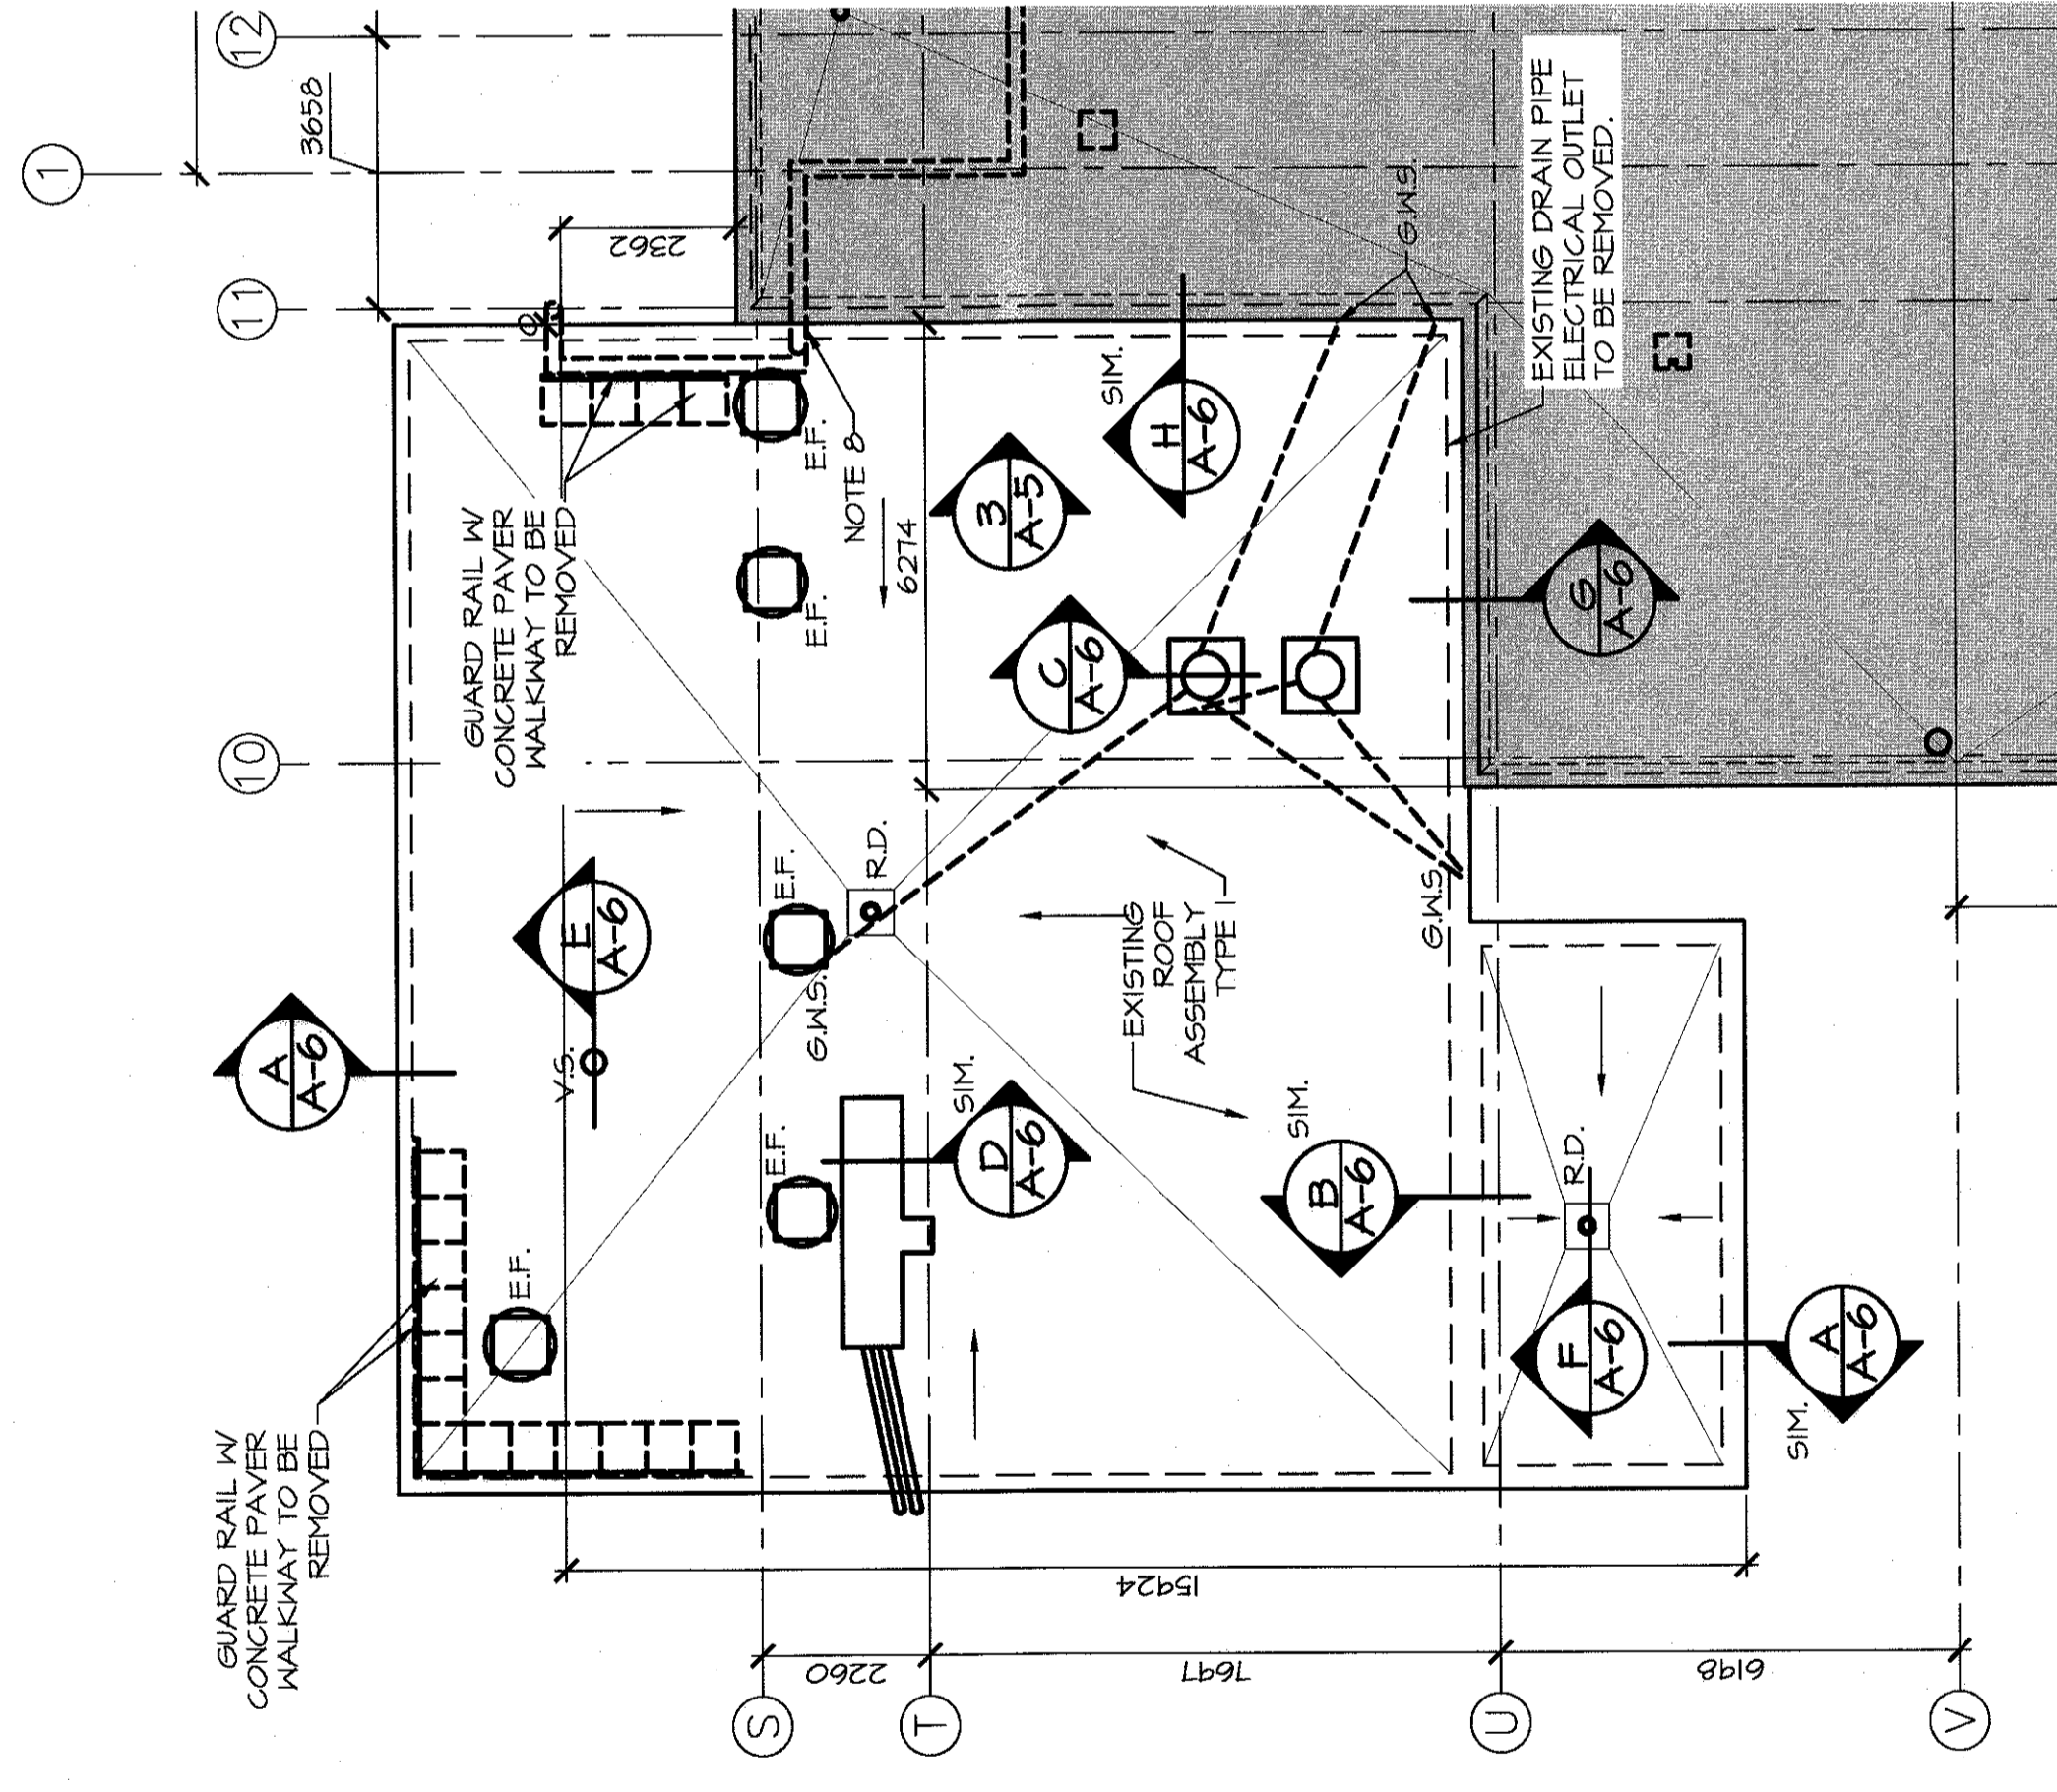 12
3658
1
11
2362
10
GUARD RAIL W/
CONCRETE PAVER
WALKWAY TO BE
REMOVED
E.F.
NOTE 8
E.F.
6274
3
A-5
SIM.
H
A-6
G.W.S.
EXISTING DRAIN PIPE
ELECTRICAL OUTLET
TO BE REMOVED.
C
A-6
G
A-6
E
A-6
V.S.
E.F.
R.D.
G.W.S.
EXISTING
ROOF
ASSEMBLY
TYPE 1
G.W.S.
A
A-6
E.F.
E.F.
SIM.
D
A-6
SIM.
B
A-6
R.D.
F
A-6
A
A-6
SIM.
GUARD RAIL W/
CONCRETE PAVER
WALKWAY TO BE
REMOVED
15924
2260
7697
6198
S
T
U
V